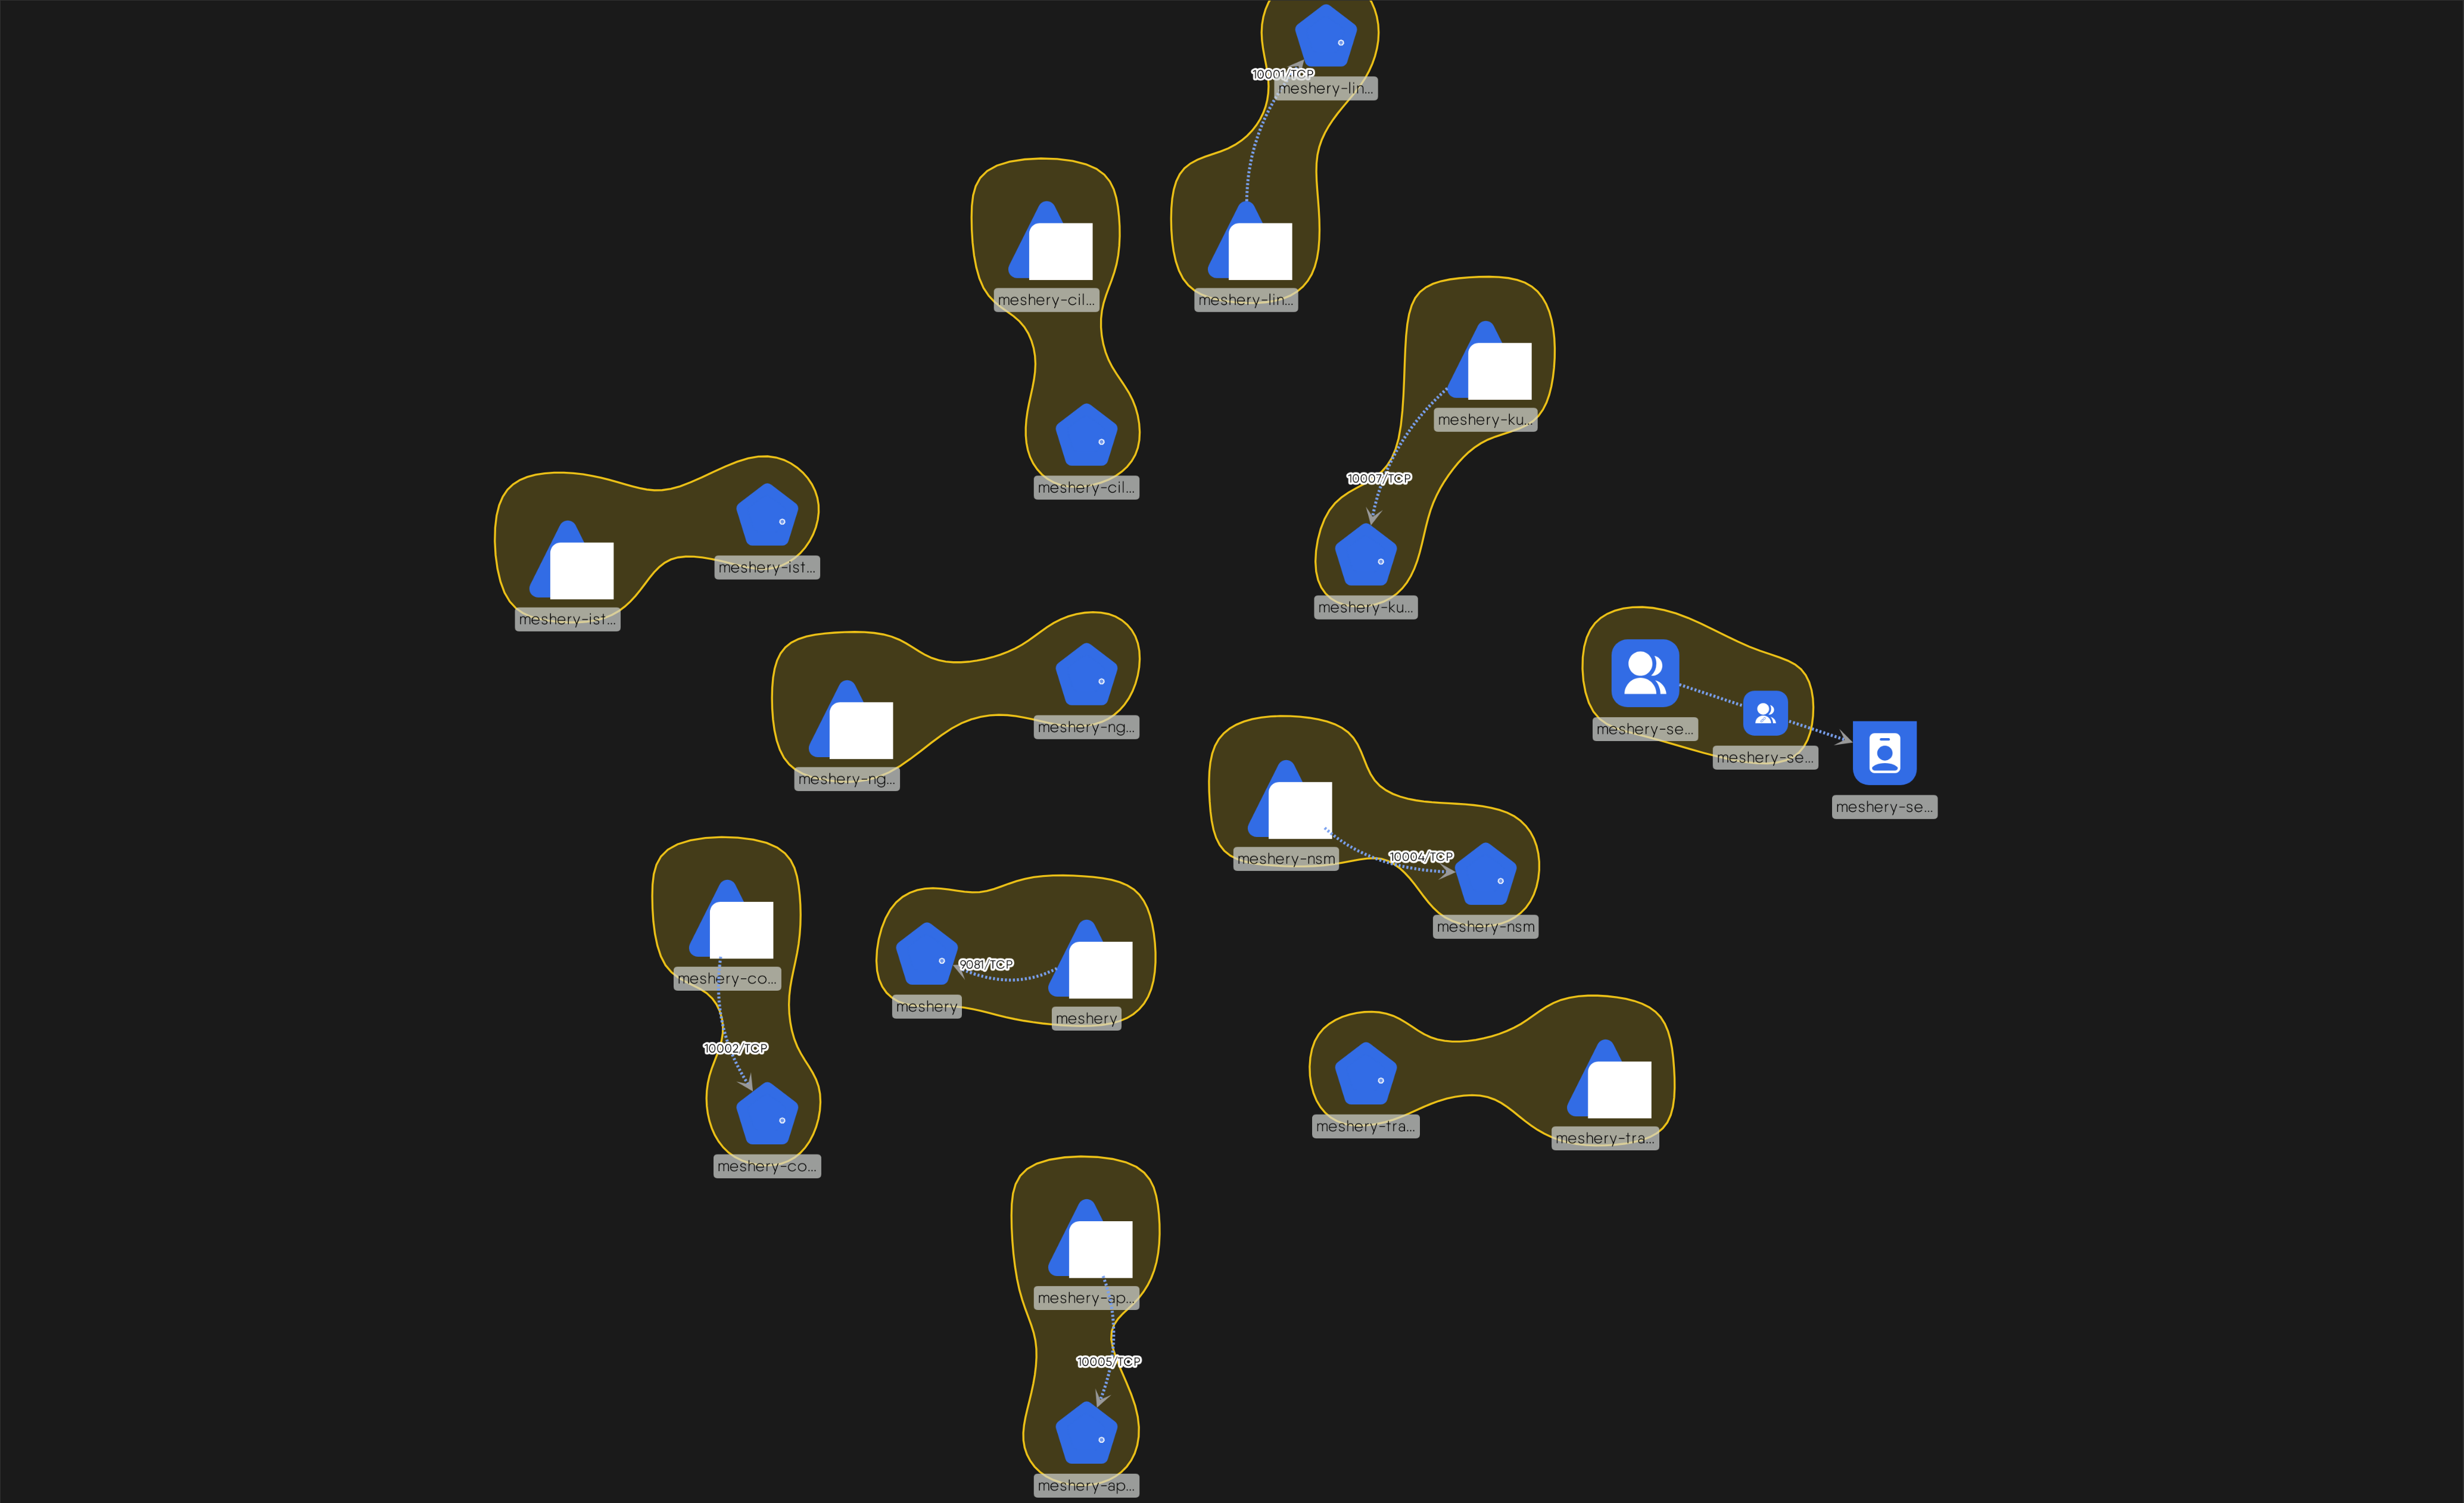 10001/TCP
meshery-lin...
meshery-cil...
meshery-lin...
meshery-ku...
10007/TCP
meshery-cil...
meshery-ist...
meshery-ku...
meshery-ist...
meshery-ng...
meshery-se...
meshery-se...
meshery-ng...
meshery-se...
10004/TCP
meshery-nsm
meshery-nsm
9081/TCP
meshery-co...
meshery
meshery
10002/TCP
meshery-tra...
meshery-tra...
meshery-co...
meshery-ap...
10005/TCP
meshery-ap...